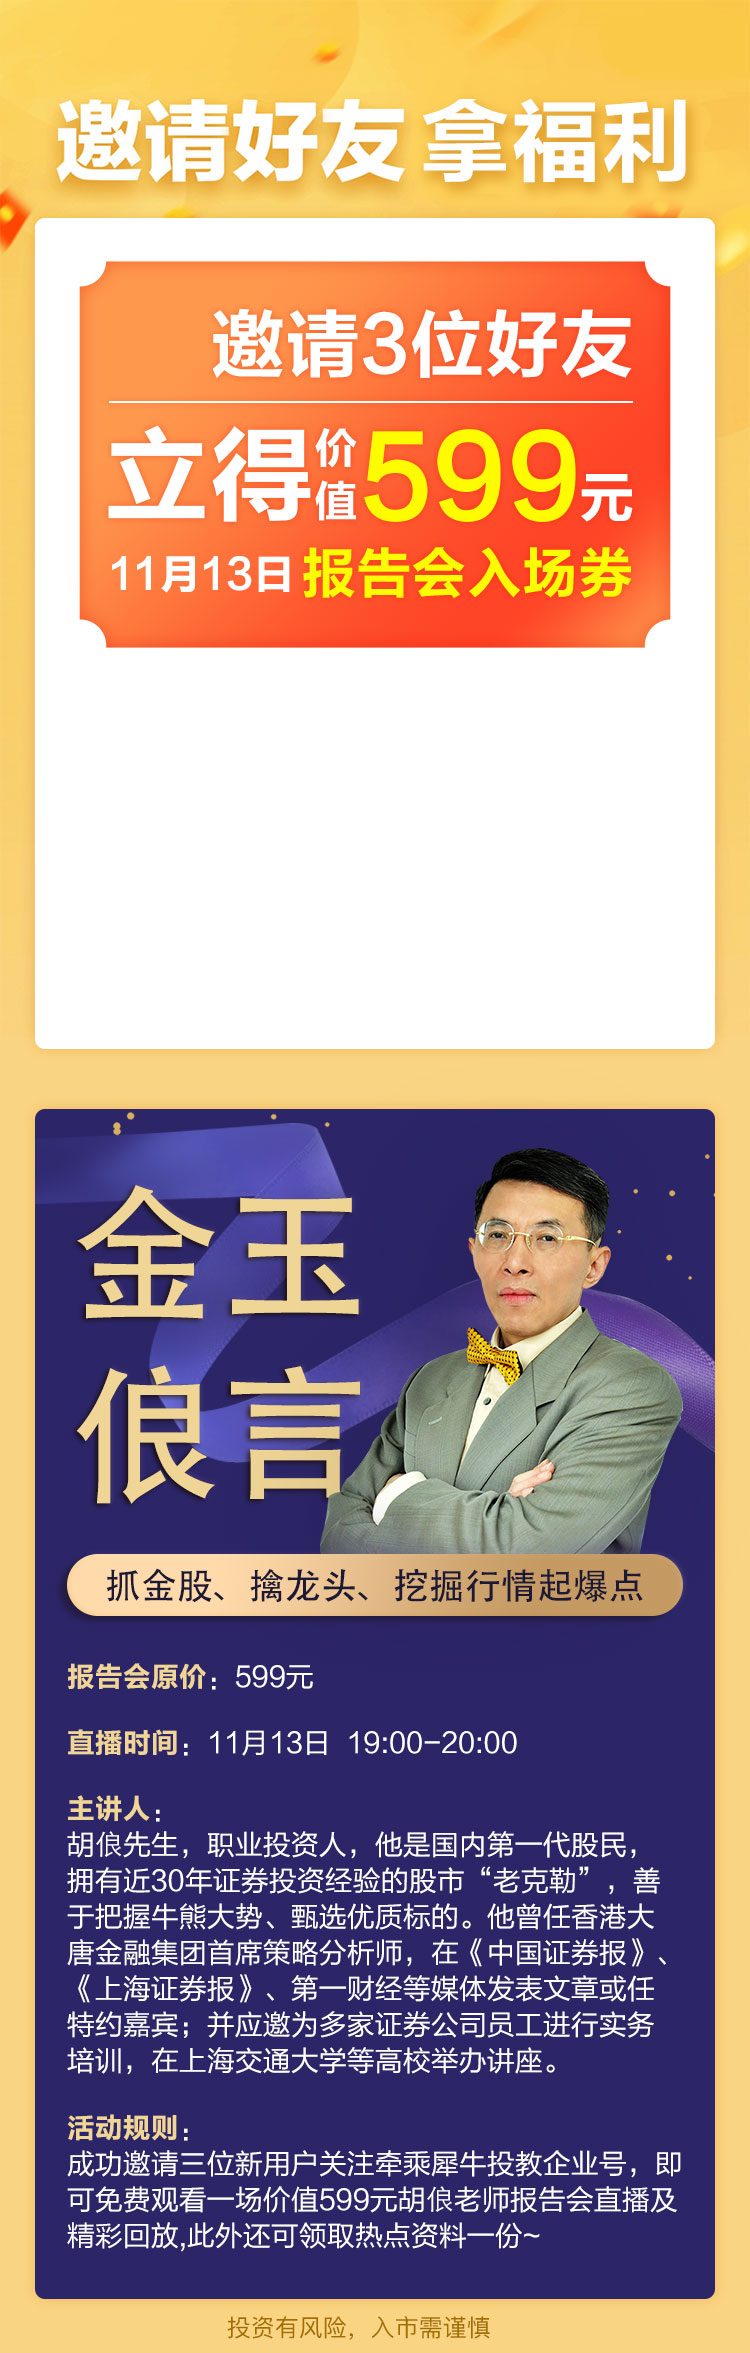 邀请好友 拿福利
邀请3位好友
立得价值599元
11月13日 报告会入场券
金玉
俍言
抓金股、擒龙头、挖掘行情起爆点
报告会原价：599元
直播时间：11月13日 19:00-20:00
主讲人：
胡俍先生，职业投资人，他是国内第一代股民，
拥有近30年证券投资经验的股市“老克勒”，善
于把握牛熊大势、甄选优质标的。他曾任香港大
唐金融集团首席策略分析师，在《中国证券报》、
《上海证券报》、第一财经等媒体发表文章或任
特约嘉宾；并应邀为多家证券公司员工进行实务
培训，在上海交通大学等高校举办讲座。
活动规则：
成功邀请三位新用户关注牵乘犀牛投教企业号，即
可免费观看一场价值599元胡俍老师报告会直播及
精彩回放,此外还可领取热点资料一份~
投资有风险，入市需谨慎